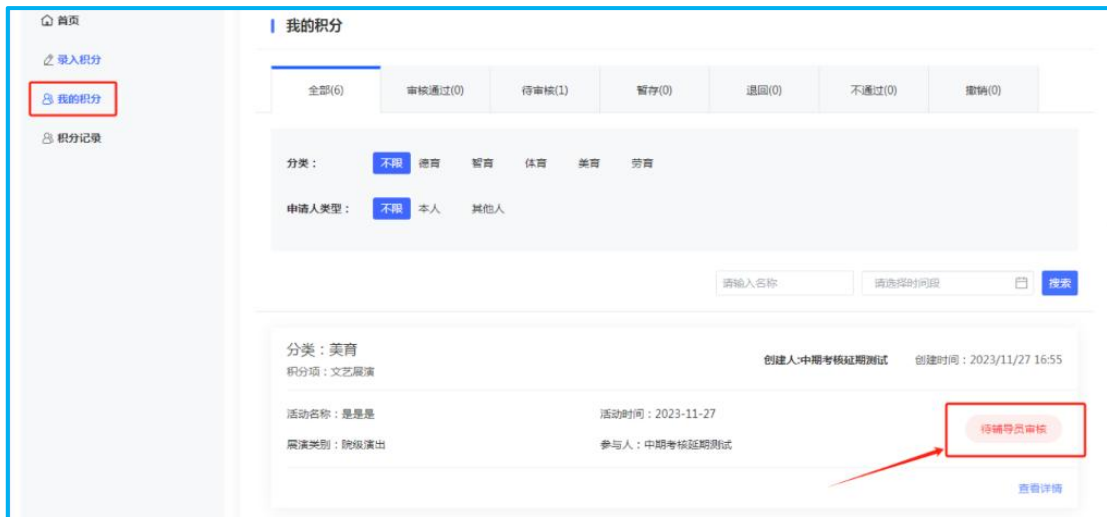 首页
录入积分
我的积分
积分记录
我的积分
全部(6) 审核通过(0) 待审核(1) 暂存(0) 退回(0) 不通过(0) 撤销(0)
分类： 不限 德育 智育 体育 美育 劳育
申请人类型： 不限 本人 其他人
请输入名称 请选择时间段 搜索
分类：美育
积分项：文艺展演
创建人:中期考核延期测试 创建时间：2023/11/27 16:55
活动名称：是是是 活动时间：2023-11-27
展演类别：院级演出 参与人：中期考核延期测试
待辅导员审核
查看详情